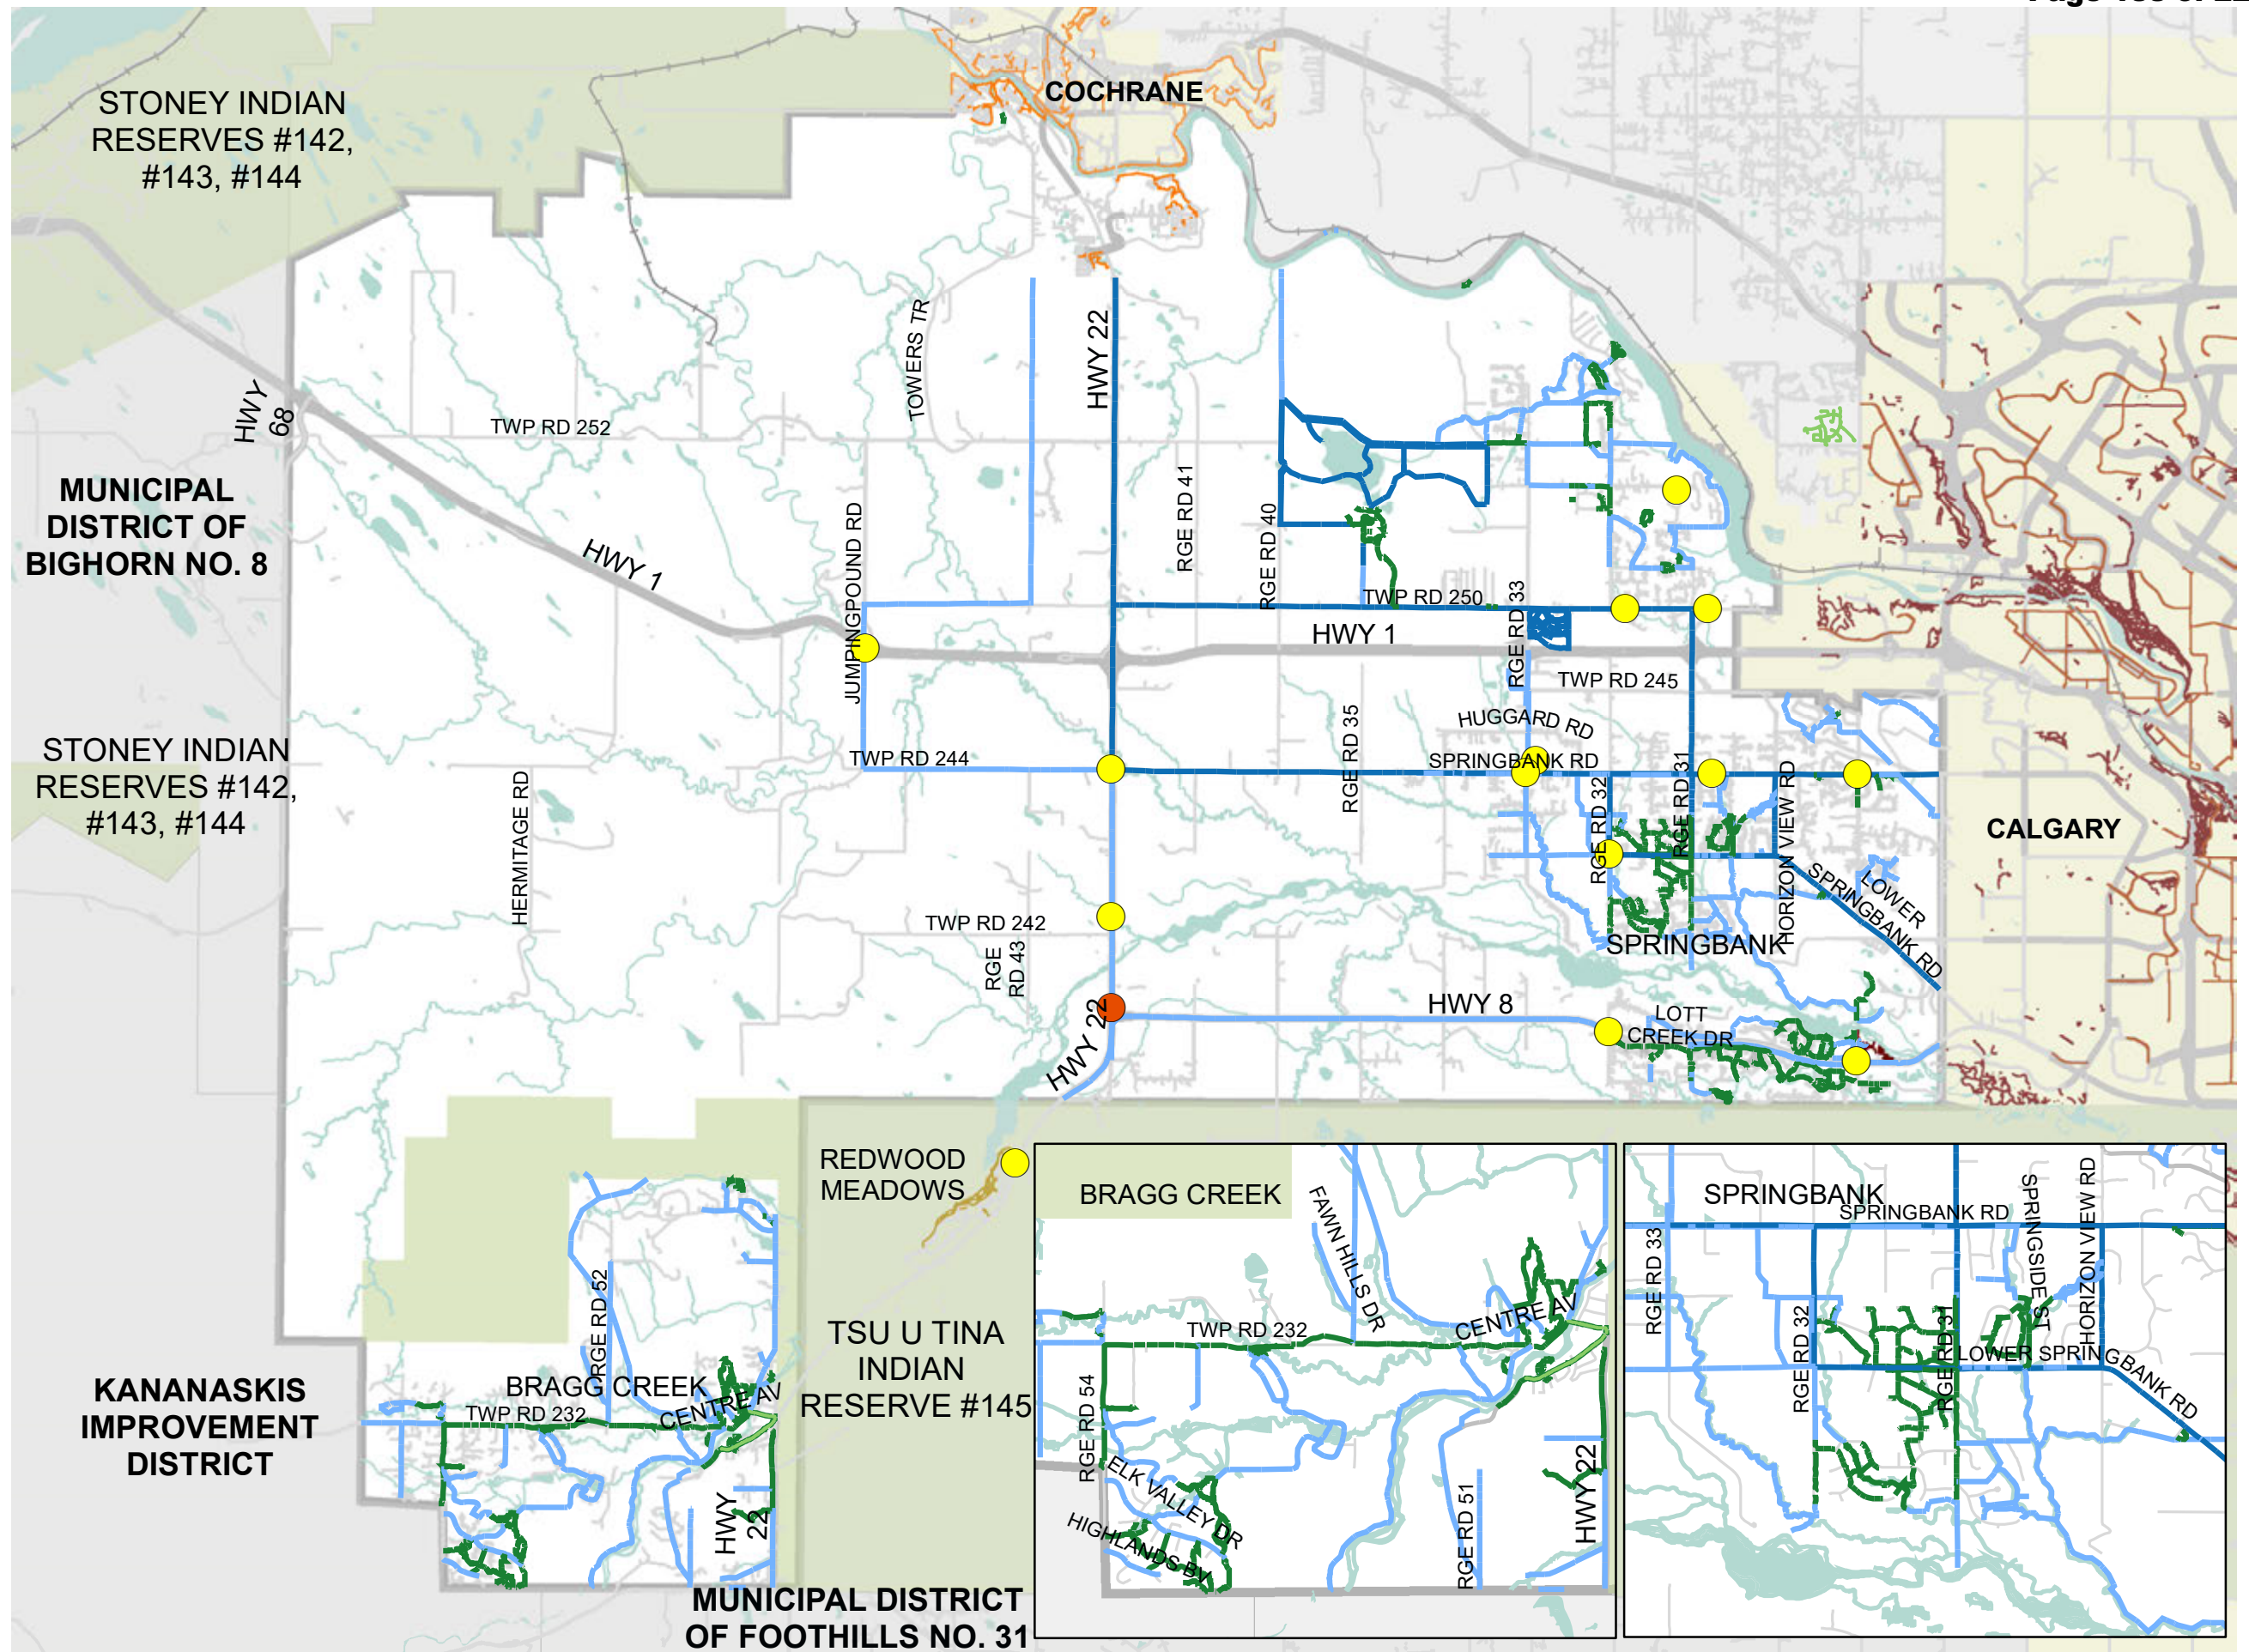 COCHRANE
STONEY INDIAN
RESERVES #142,
#143, #144
HWY 22
TOWERS TR
HWY
68
TWP RD 252
MUNICIPAL
DISTRICT OF
BIGHORN NO. 8
RGE RD 41
RGE RD 40
JUMPINGPOUND RD
HWY 1
TWP RD 250
RGE RD 33
HWY 1
TWP RD 245
HUGGARD RD
RGE RD 35
SPRINGBANK RD
STONEY INDIAN
RESERVES #142,
#143, #144
TWP RD 244
HERMITAGE RD
RGE RD 32
RGE RD 31
HORIZON VIEW RD
CALGARY
LOWER
SPRINGBANK RD
TWP RD 242
RGE
RD 43
SPRINGBANK
HWY 22
HWY 8
LOTT
CREEK DR
REDWOOD
MEADOWS
RGE RD 52
BRAGG CREEK
TWP RD 232
CENTRE AV
TSU U TINA
INDIAN
RESERVE #145
KANANASKIS
IMPROVEMENT
DISTRICT
HWY
22
MUNICIPAL DISTRICT
OF FOOTHILLS NO. 31
BRAGG CREEK
FAWN HILLS DR
TWP RD 232
CENTRE AV
RGE RD 54
ELK VALLEY DR
HIGHLANDS BV
RGE RD 51
HWY 22
SPRINGBANK
SPRINGBANK RD
RGE RD 33
SPRINGSIDE ST
HORIZON VIEW RD
RGE RD 32
RGE RD 31
LOWER SPRINGBANK RD